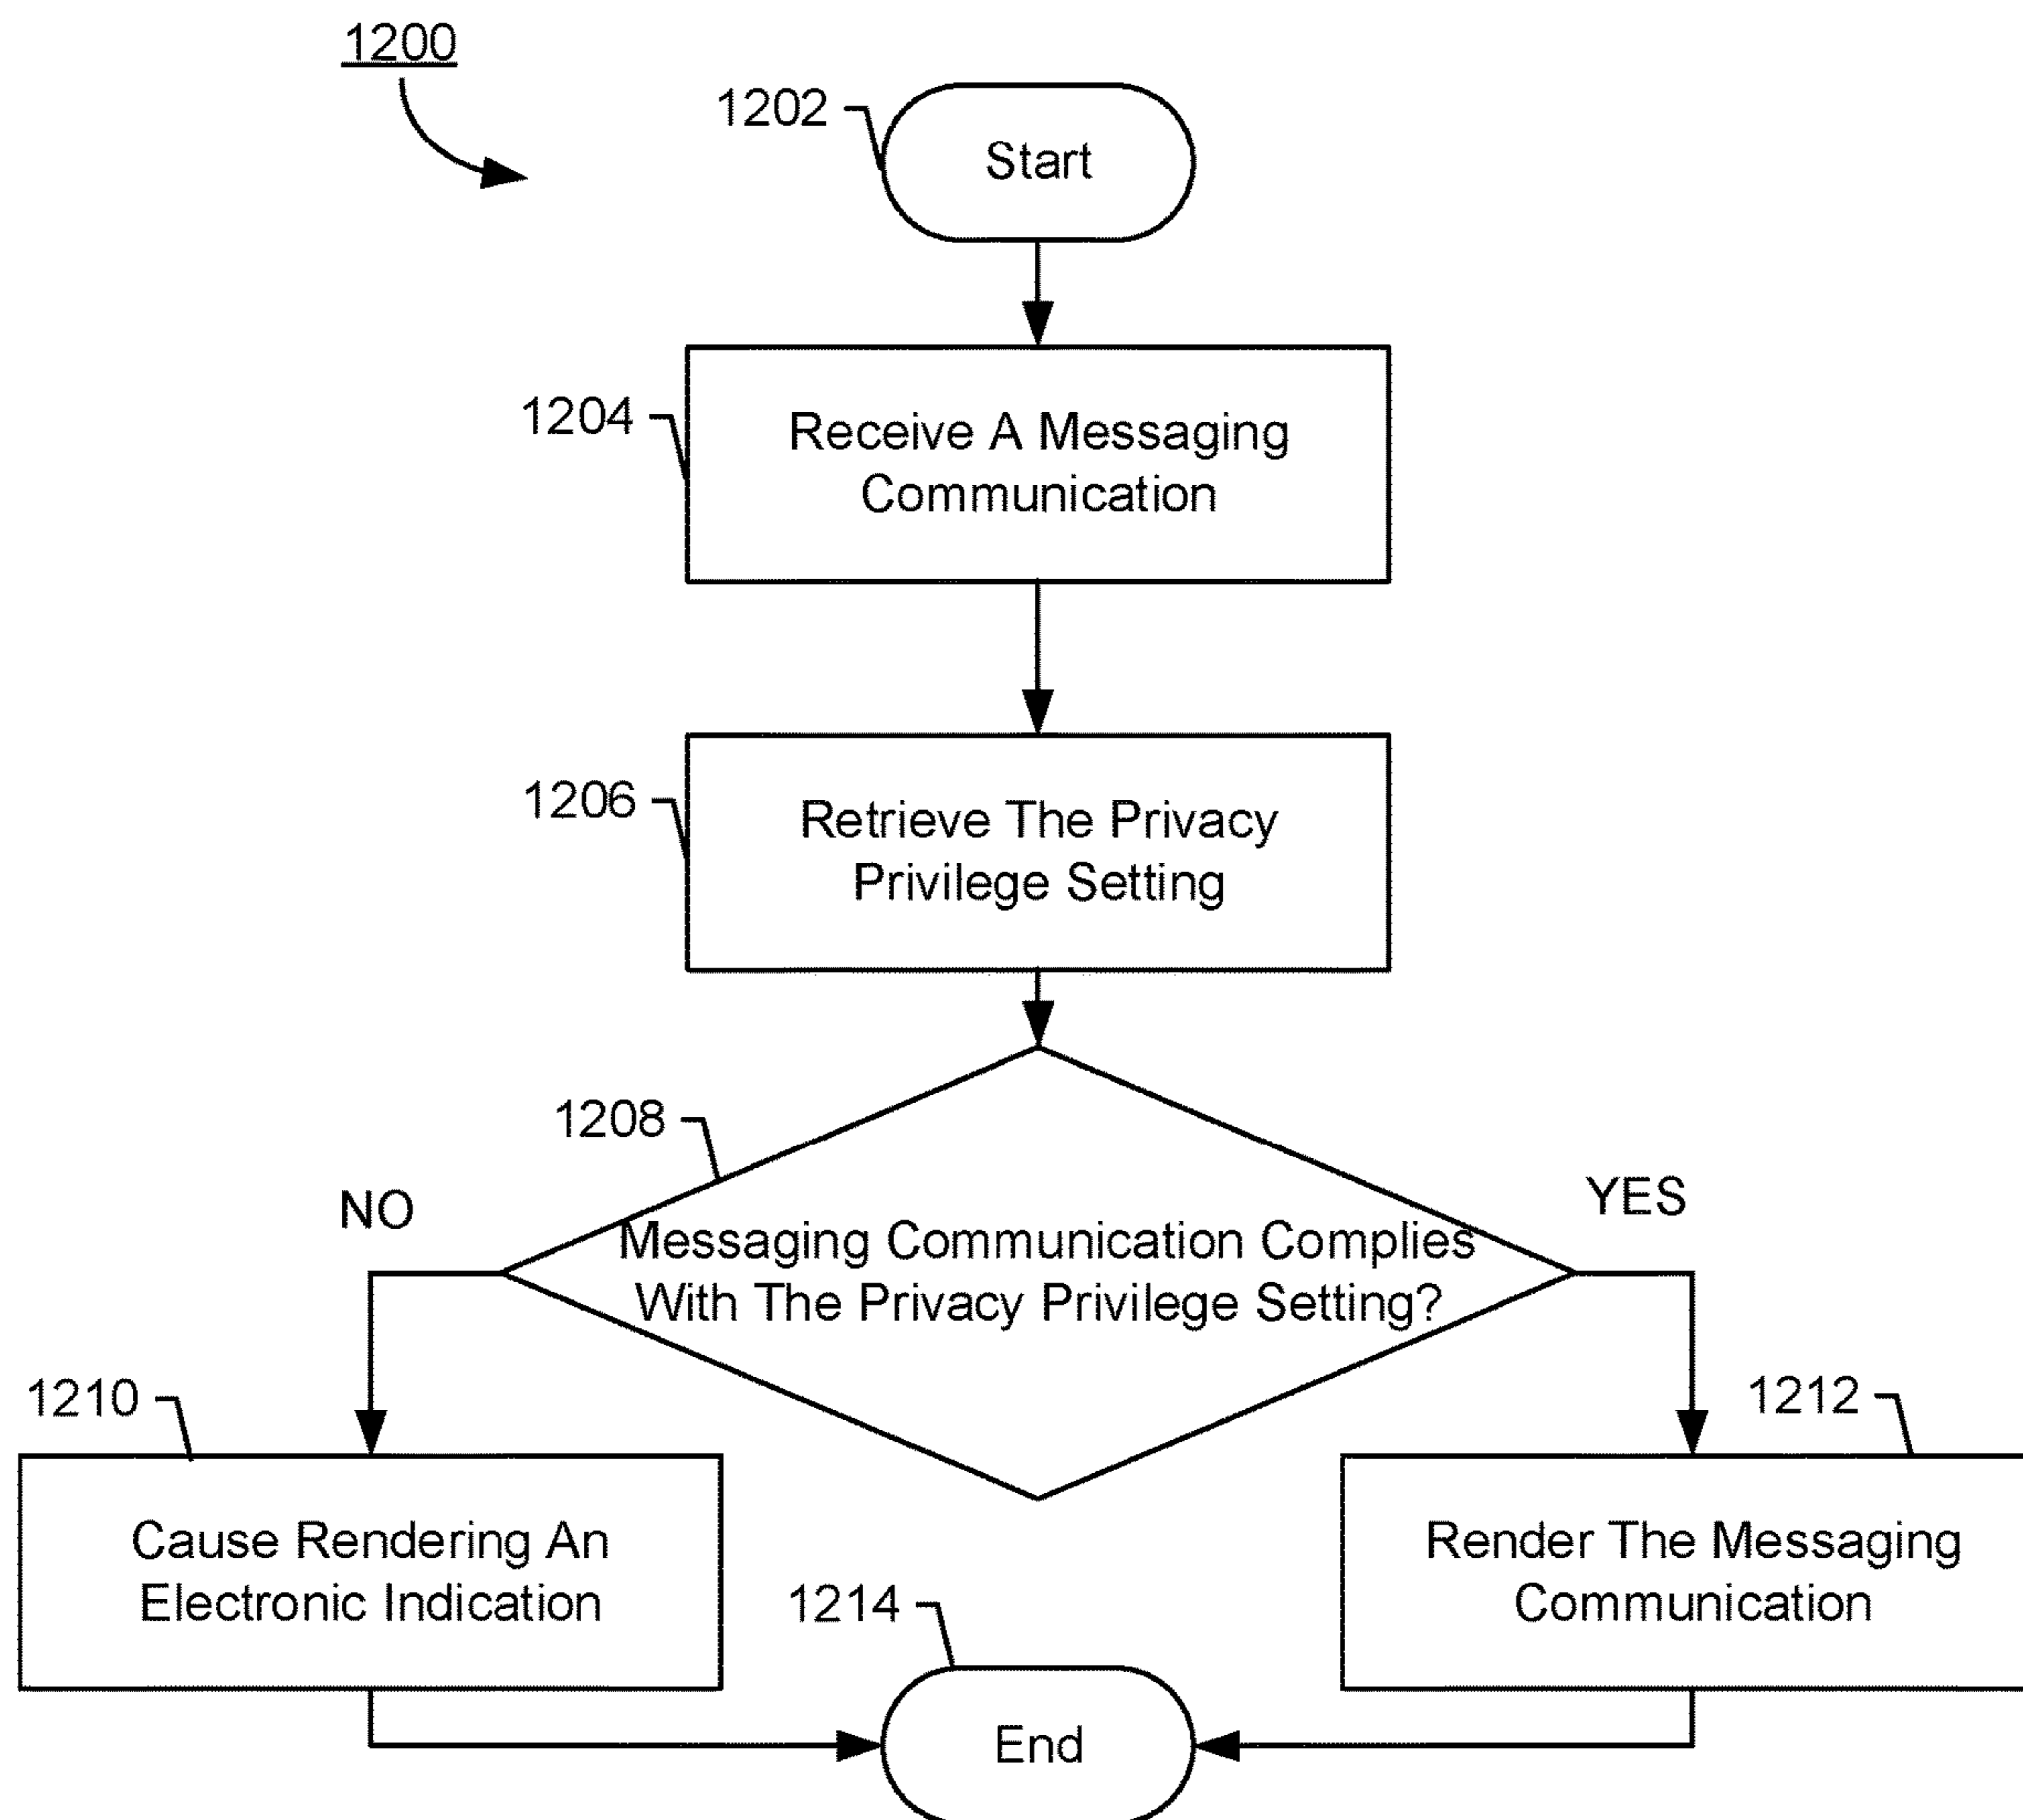 1200
1202
Start
1204
Receive A Messaging
Communication
1206
Retrieve The Privacy
Privilege Setting
1208
NO
YES
Messaging Communication Complies
With The Privacy Privilege Setting?
1210
1212
Cause Rendering An
Electronic Indication
Render The Messaging
Communication
1214
End